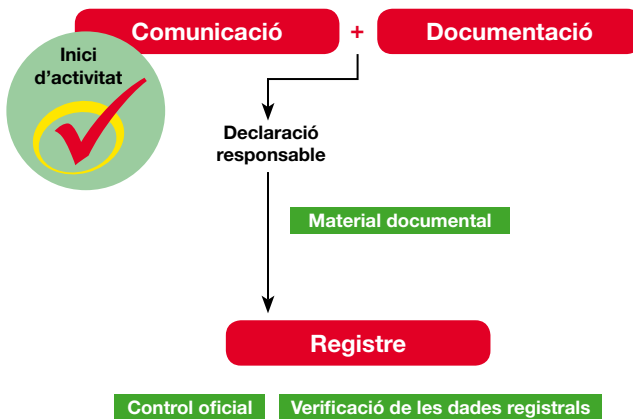 Comunicació + Documentació
Inici
d’activitat
Declaració
responsable
Material documental
Registre
Control oficial
Verificació de les dades registrals